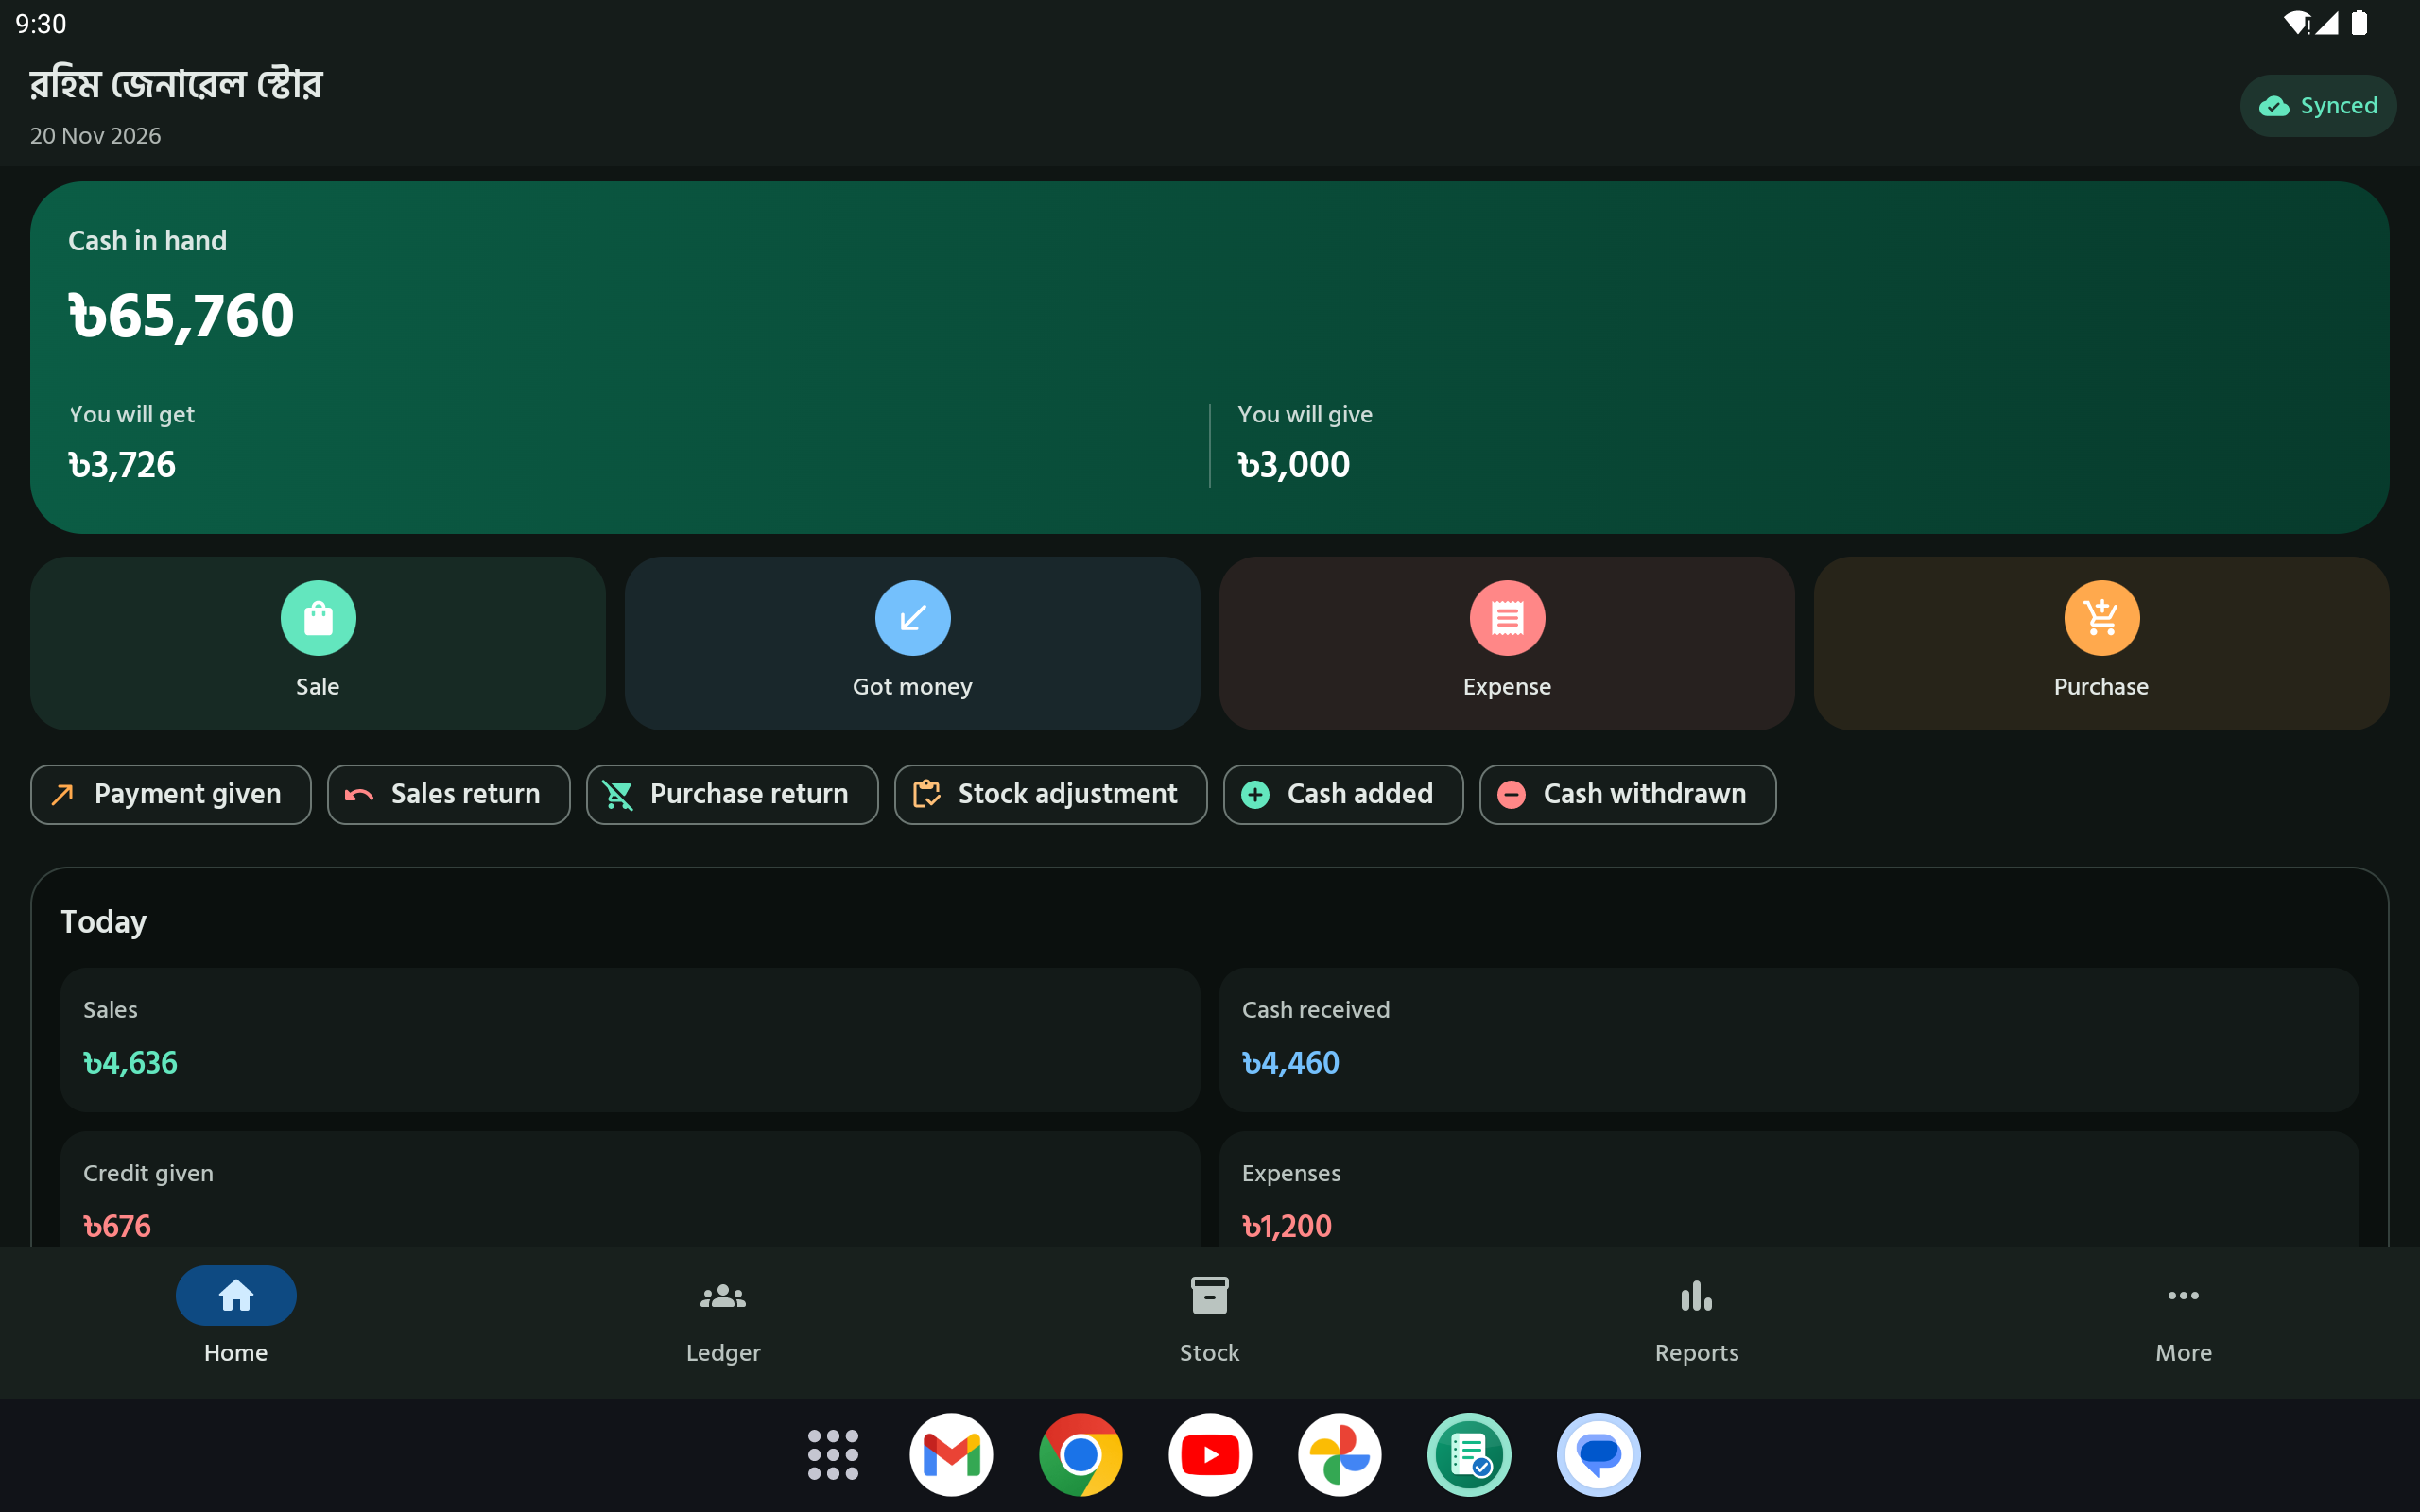 9:30
রহিম জেনারেল স্টোর
20 Nov 2026
Synced
Cash in hand
৳65,760
You will get
৳3,726
You will give
৳3,000
Sale
Got money
Expense
Purchase
Payment given
Sales return
Purchase return
Stock adjustment
Cash added
Cash withdrawn
Today
Sales
৳4,636
Cash received
৳4,460
Credit given
৳676
Expenses
৳1,200
Home
Ledger
Stock
Reports
More